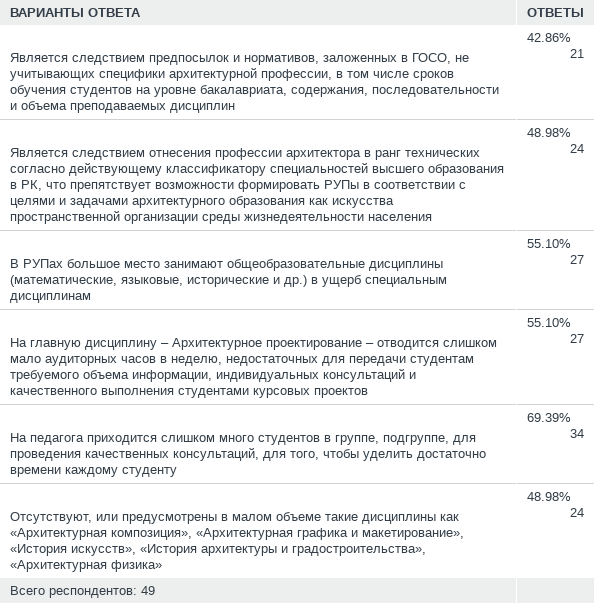 ВАРИАНТЫ ОТВЕТА ОТВЕТЫ
42.86%
21
Является следствием предпосылок и нормативов, заложенных в ГОСО, не
учитывающих специфики архитектурной профессии, в том числе сроков
обучения студентов на уровне бакалавриата, содержания, последовательности
и объема преподаваемых дисциплин
48.98%
24
Является следствием отнесения профессии архитектора в ранг технических
согласно действующему классификатору специальностей высшего образования
в РК, что препятствует возможности формировать РУПы в соответствии с
целями и задачами архитектурного образования как искусства
пространственной организации среды жизнедеятельности населения
55.10%
27
В РУПах большое место занимают общеобразовательные дисциплины
(математические, языковые, исторические и др.) в ущерб специальным
дисциплинам
55.10%
27
На главную дисциплину – Архитектурное проектирование – отводится слишком
мало аудиторных часов в неделю, недостаточных для передачи студентам
требуемого объема информации, индивидуальных консультаций и
качественного выполнения студентами курсовых проектов
69.39%
34
На педагога приходится слишком много студентов в группе, подгруппе, для
проведения качественных консультаций, для того, чтобы уделить достаточно
времени каждому студенту
48.98%
24
Отсутствуют, или предусмотрены в малом объеме такие дисциплины как
«Архитектурная композиция», «Архитектурная графика и макетирование»,
«История искусств», «История архитектуры и градостроительства»,
«Архитектурная физика»
Всего респондентов: 49